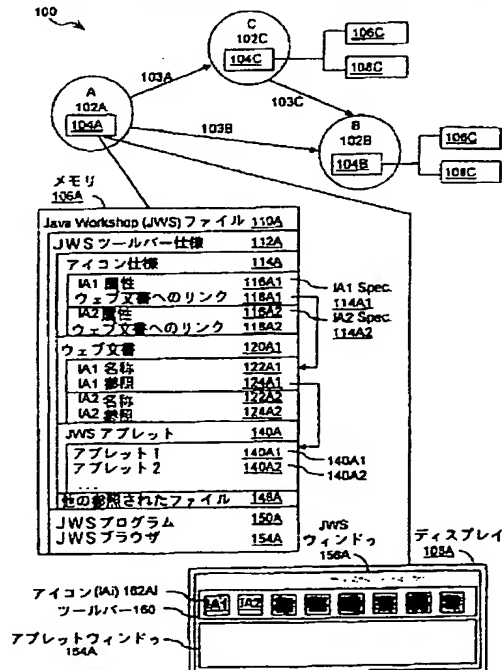 100
C
102C
104C
106C
108C
A
102A
104A
103A
103C
103B
B
102B
104B
106C
108C
メモリ
106A
Java Workshop (JWS) ファイル 110A
JWSツールバー仕様 112A
アイコン仕様 114A
IA1 属性 116A1
ウェブ文書へのリンク 118A1
IA2 属性 116A2
ウェブ文書へのリンク 118A2
IA1 Spec.
114A1
IA2 Spec.
114A2
ウェブ文書 120A1
IA1 名称 122A1
IA1 参照 124A1
IA2 名称 122A2
IA2 参照 124A2
JWS アプレット 140A
アプレット1 140A1
アプレット2 140A2
...
140A1
140A2
他の参照されたファイル 148A
JWSプログラム 150A
JWSブラウザ 154A
JWS
ウィンドゥ
156A
ディスプレイ
108A
アイコン(IAi) 162Ai
ツールバー160
IA1 IA2
アプレットウィンドゥ
164A